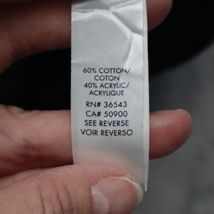 60% COTTON/
COTON
40% ACRYLIC/
ACRYLIQUE
RN# 36543
CA# 50900
SEE REVERSE
VOIR REVERSO